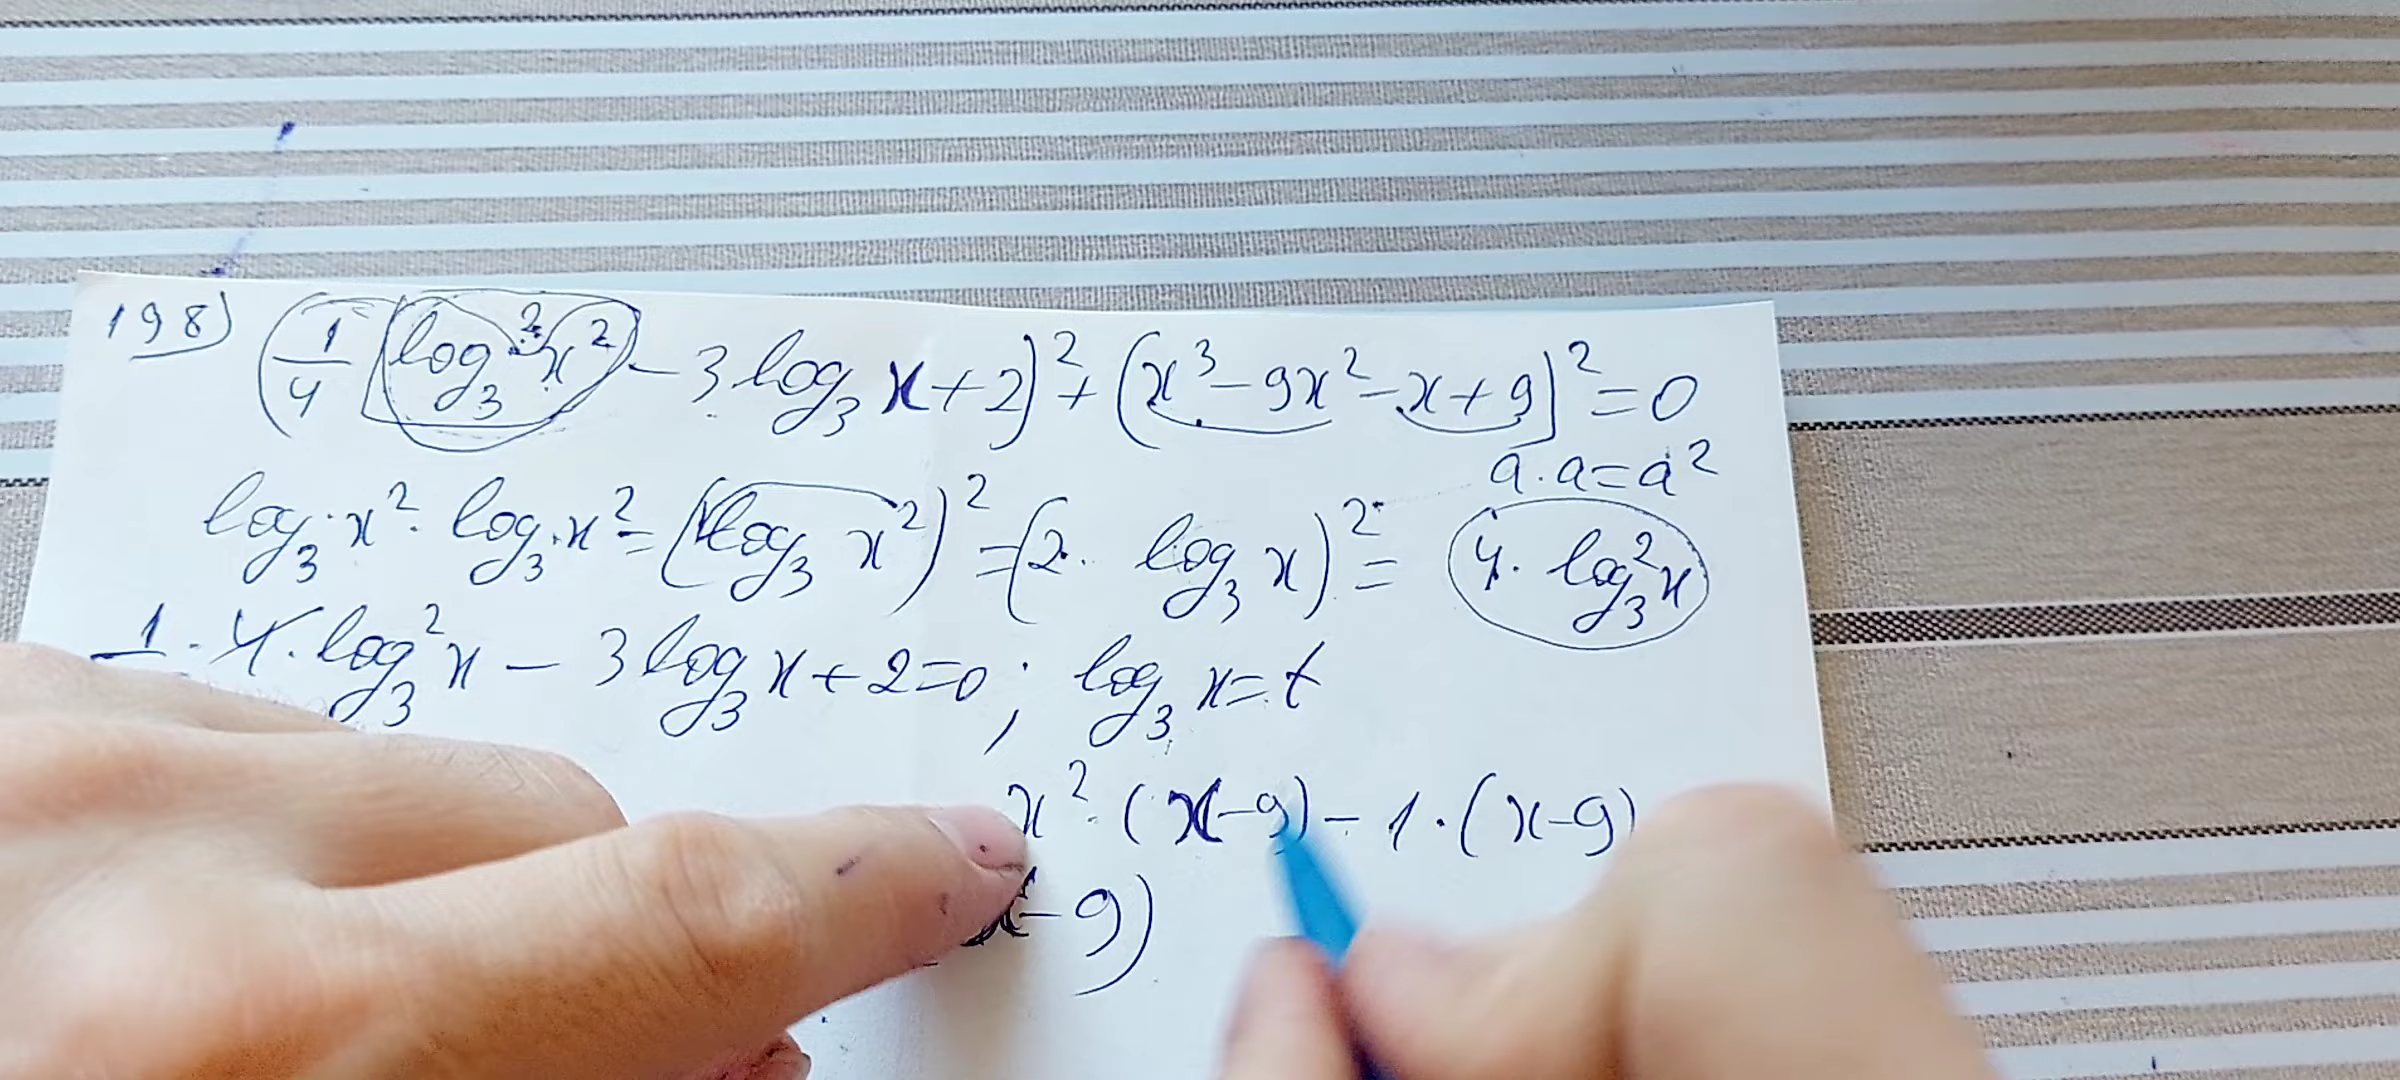 198) (1/4 log₃² x² - 3 log₃ x + 2)² + (x³ - 9x² - x + 9)² = 0
a · a = a²
log₃ · x² · log₃ · x² = (log₃ x²)² = (2 · log₃ x)² = 4 · log₃² x
1 · 4 · log₃² x - 3 log₃ x + 2 = 0 ; log₃ x = t
x² · (x - 9) - 1 · (x - 9)
- 9)